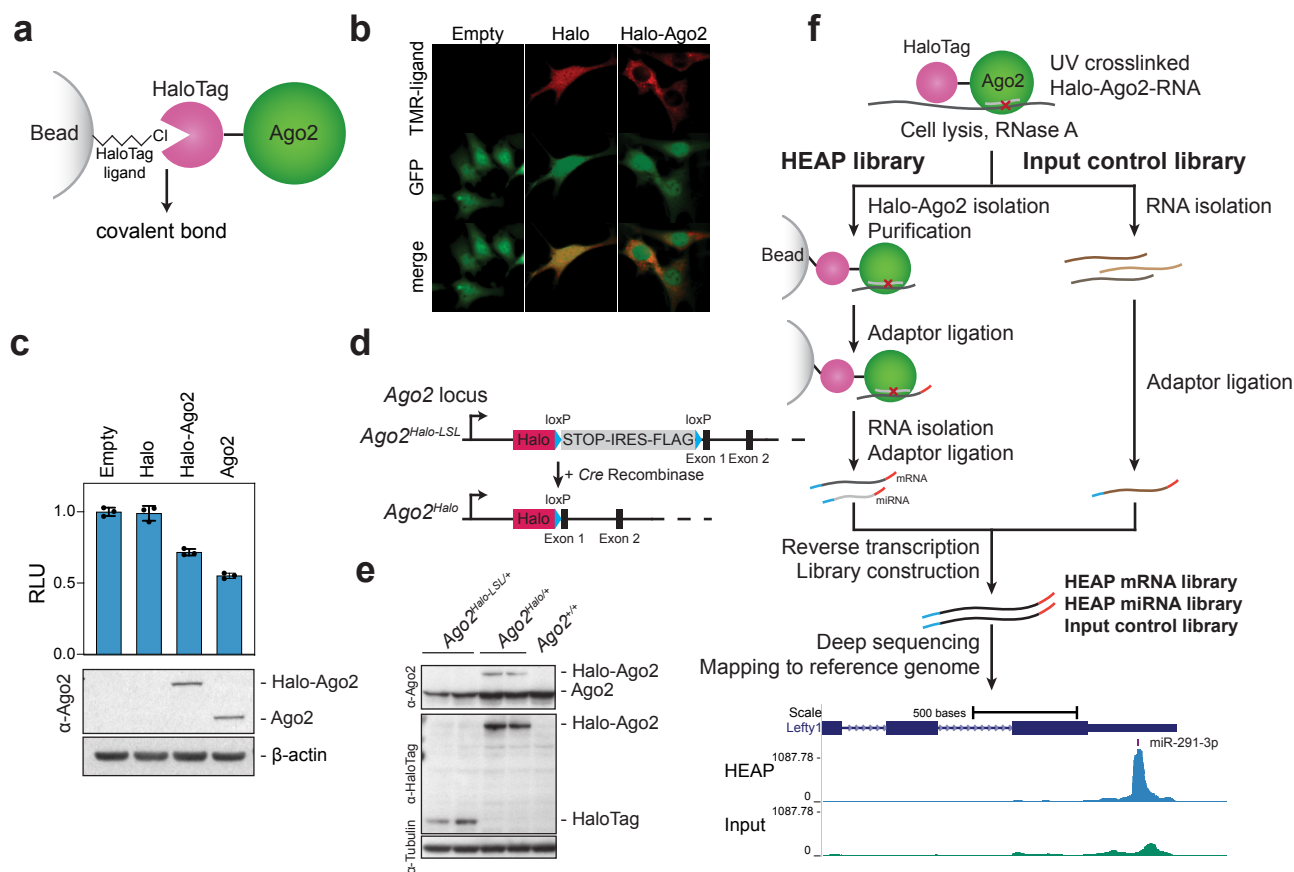 a
HaloTag
Bead
Cl
Ago2
HaloTag
ligand
covalent bond
b
Empty
Halo
Halo-Ago2
TMR-ligand
GFP
merge
c
Empty
Halo
Halo-Ago2
Ago2
1.0
0.5
0.0
RLU
α-Ago2
- Halo-Ago2
- Ago2
- β-actin
d
Ago2 locus
loxP
loxP
Ago2Halo-LSL
Halo
STOP-IRES-FLAG
Exon 1
Exon 2
+ Cre Recombinase
loxP
Ago2Halo
Halo
Exon 1
Exon 2
e
Ago2Halo-LSL/+
Ago2Halo/+
Ago2+/+
α-Ago2
- Halo-Ago2
- Ago2
α-HaloTag
- Halo-Ago2
- HaloTag
α-Tubulin
f
HaloTag
Ago2
UV crosslinked
Halo-Ago2-RNA
Cell lysis, RNase A
HEAP library
Input control library
Halo-Ago2 isolation
Purification
RNA isolation
Bead
Adaptor ligation
Adaptor ligation
RNA isolation
Adaptor ligation
mRNA
miRNA
Reverse transcription
Library construction
HEAP mRNA library
HEAP miRNA library
Input control library
Deep sequencing
Mapping to reference genome
Scale
500 bases
Lefty1
miR-291-3p
HEAP
1087.78 -
0 _
Input
1087.78 -
0 _